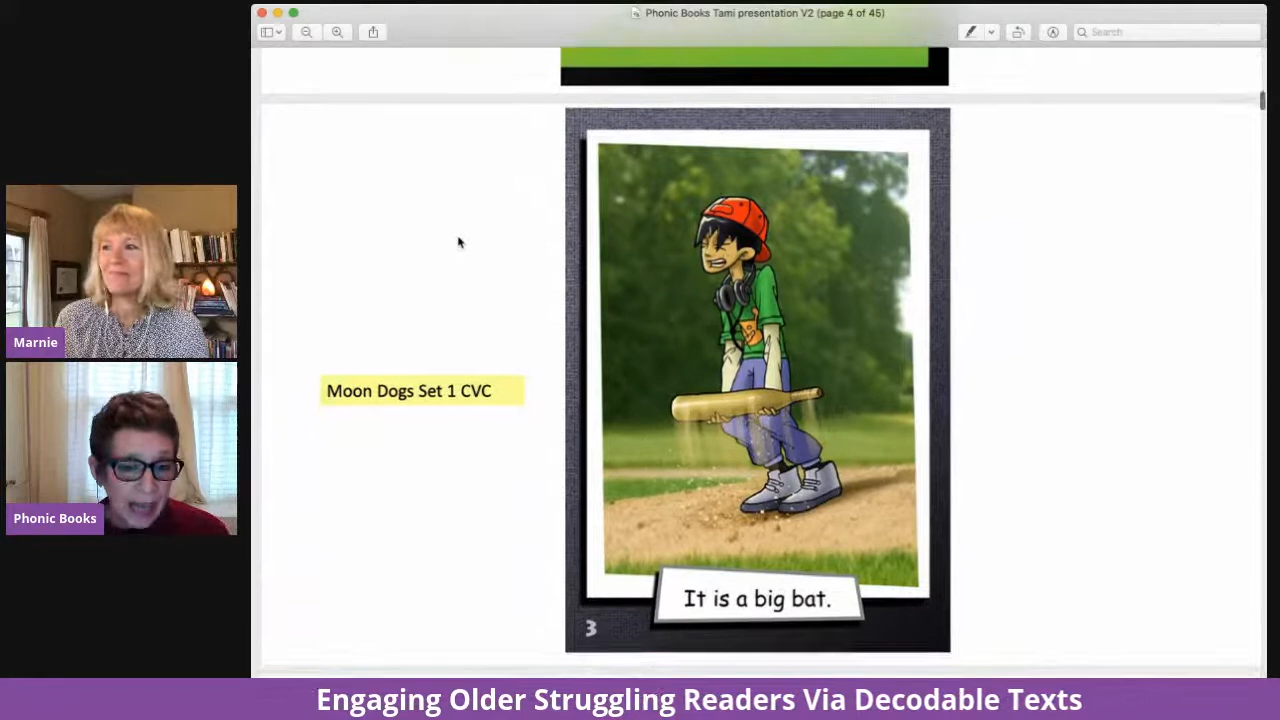 Phonic Books Tami presentation V2 (page 4 of 45)
Search
Marnie
Phonic Books
Moon Dogs Set 1 CVC
It is a big bat.
3
Engaging Older Struggling Readers Via Decodable Texts